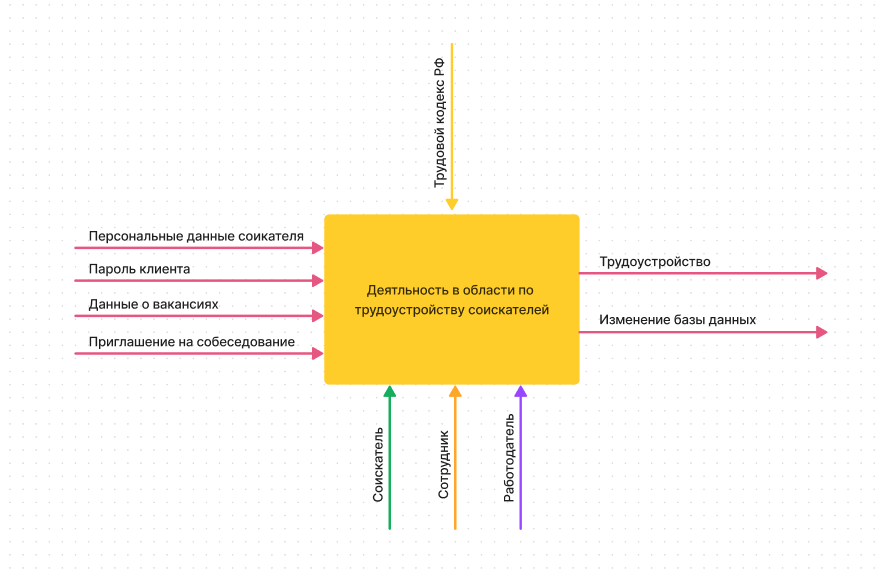 Трудовой кодекс РФ
Персональные данные соикателя
Пароль клиента
Данные о вакансиях
Приглашение на собеседование
Деятльность в области по
трудоустройству соискателей
Трудоустройство
Изменение базы данных
Соискатель
Сотрудник
Работодатель